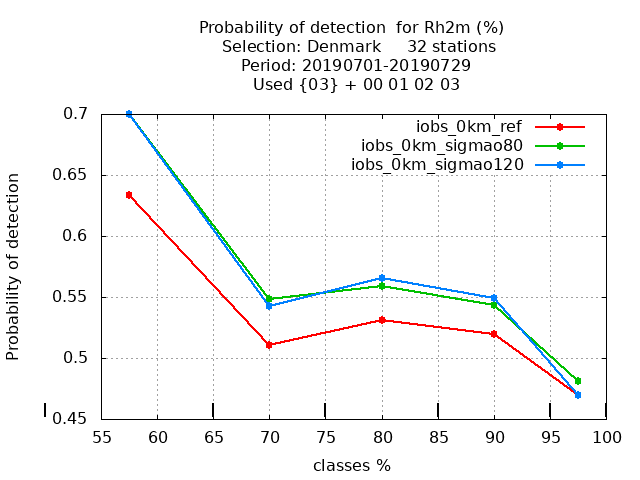 Probability of detection  for Rh2m (%)
Selection: Denmark     32 stations
Period: 20190701-20190729
Used {03} + 00 01 02 03
iobs_0km_ref
iobs_0km_sigmao80
iobs_0km_sigmao120
Probability of detection
0.7
0.65
0.6
0.55
0.5
0.45
55 60 65 70 75 80 85 90 95 100
classes %